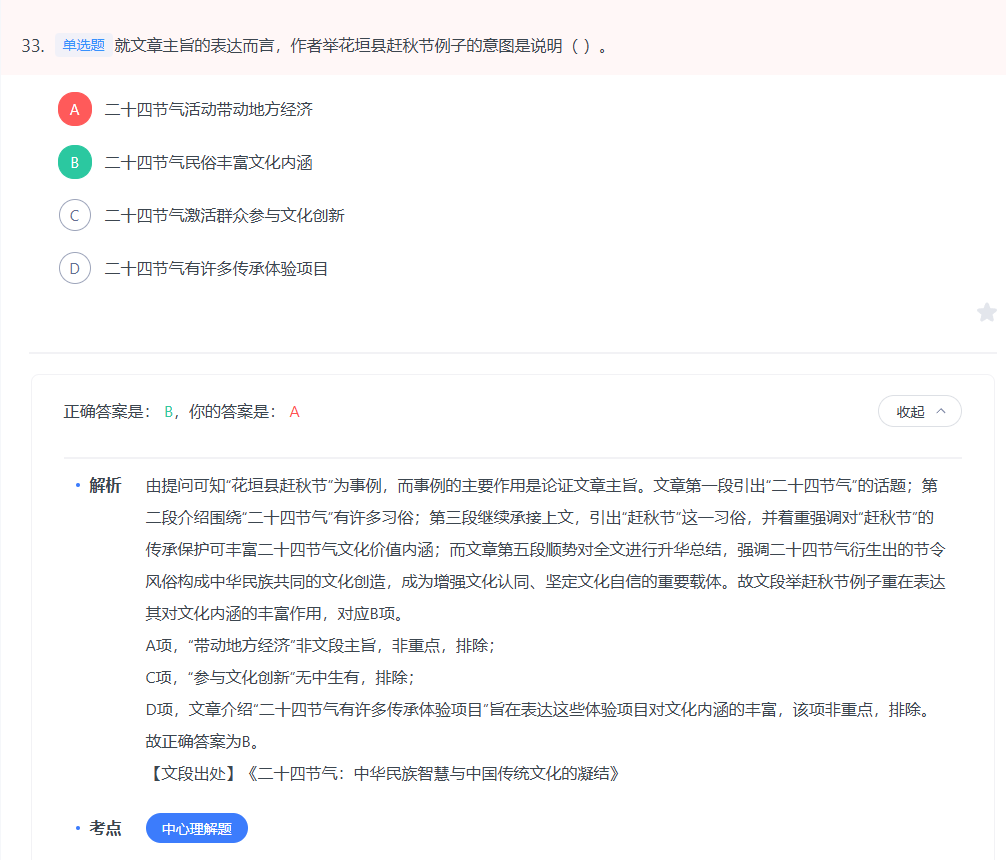 33. 单选题 就文章主旨的表达而言，作者举花垣县赶秋节例子的意图是说明（ ）。
A 二十四节气活动带动地方经济
B 二十四节气民俗丰富文化内涵
C 二十四节气激活群众参与文化创新
D 二十四节气有许多传承体验项目
正确答案是： B， 你的答案是： A
收起
解析 由提问可知“花垣县赶秋节”为事例，而事例的主要作用是论证文章主旨。文章第一段引出“二十四节气”的话题；第
二段介绍围绕“二十四节气”有许多习俗；第三段继续承接上文，引出“赶秋节”这一习俗，并着重强调对“赶秋节”的
传承保护可丰富二十四节气文化价值内涵；而文章第五段顺势对全文进行升华总结，强调二十四节气衍生出的节令
风俗构成中华民族共同的文化创造，成为增强文化认同、坚定文化自信的重要载体。故文段举赶秋节例子重在表达
其对文化内涵的丰富作用，对应B项。
A项，“带动地方经济”非文段主旨，非重点，排除；
C项，“参与文化创新”无中生有，排除；
D项，文章介绍“二十四节气有许多传承体验项目”旨在表达这些体验项目对文化内涵的丰富，该项非重点，排除。
故正确答案为B。
【文段出处】《二十四节气：中华民族智慧与中国传统文化的凝结》
考点 中心理解题